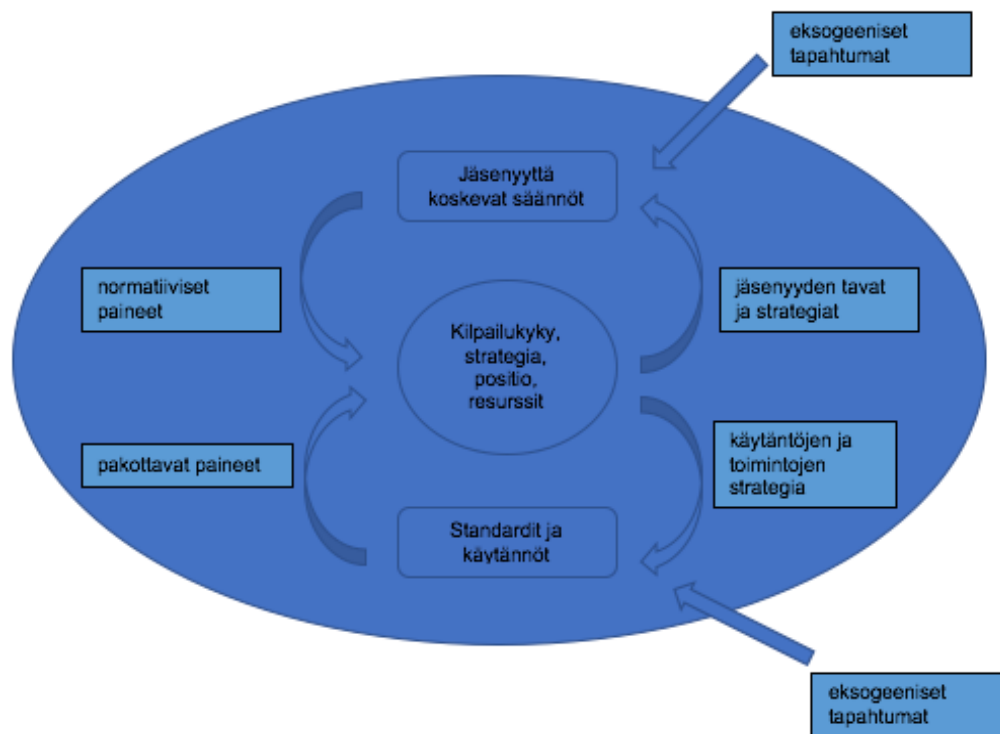 eksogeeniset
tapahtumat
Jäsenyyttä
koskevat säännöt
normatiiviset
paineet
jäsenyyden tavat
ja strategiat
Kilpailukyky,
strategia,
positio,
resurssit
pakottavat paineet
käytäntöjen ja
toimintojen
strategia
Standardit ja
käytännöt
eksogeeniset
tapahtumat